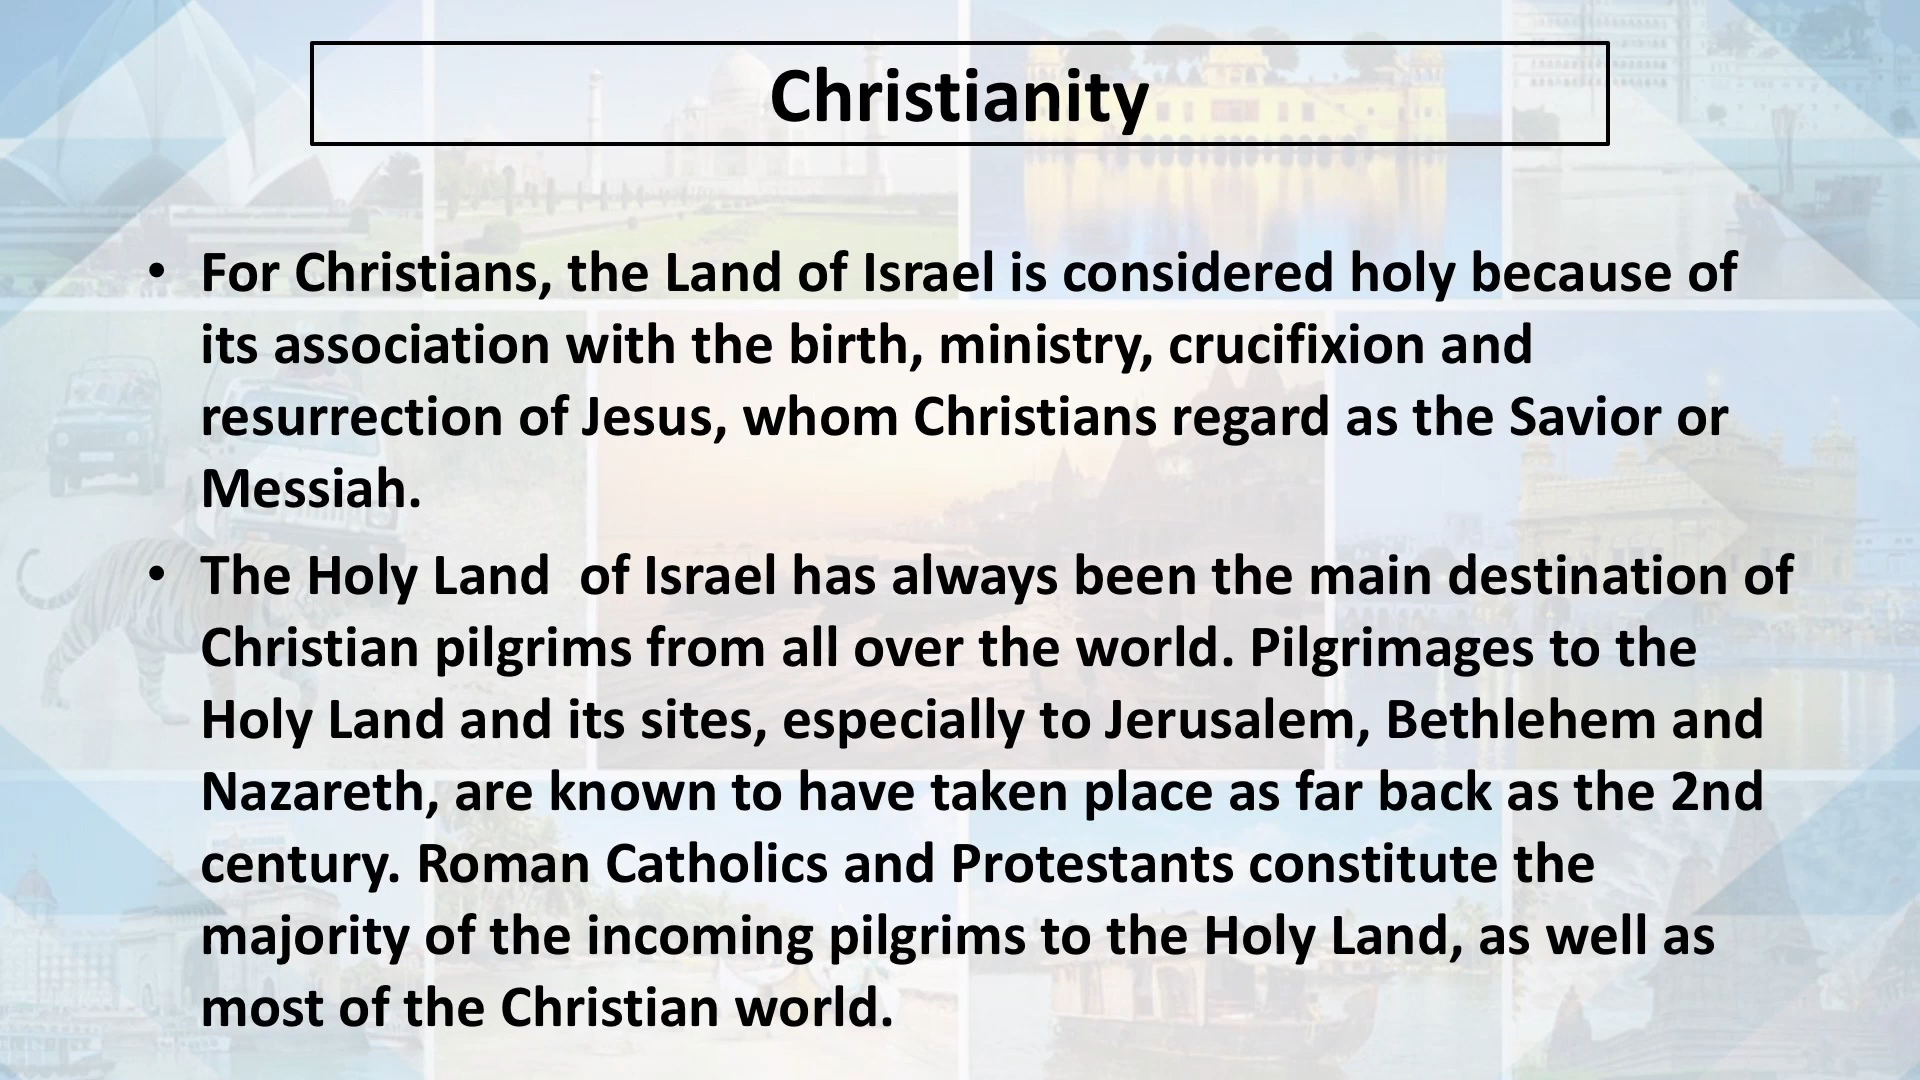 Christianity
• For Christians, the Land of Israel is considered holy because of
its association with the birth, ministry, crucifixion and
resurrection of Jesus, whom Christians regard as the Savior or
Messiah.
• The Holy Land  of Israel has always been the main destination of
Christian pilgrims from all over the world. Pilgrimages to the
Holy Land and its sites, especially to Jerusalem, Bethlehem and
Nazareth, are known to have taken place as far back as the 2nd
century. Roman Catholics and Protestants constitute the
majority of the incoming pilgrims to the Holy Land, as well as
most of the Christian world.